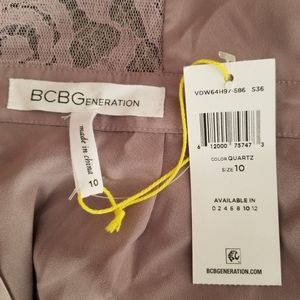 BCBGENERATION
made in china
10
VDW64H97-586 S36
6 12000 75747 3
COLOR QUARTZ
SIZE 10
AVAILABLE IN
0 2 4 6 8 10 12
BCBGENERATION.COM